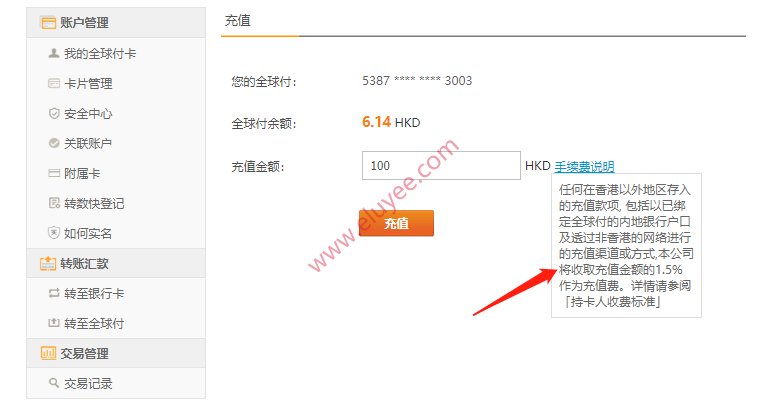 账户管理
我的全球付卡
卡片管理
安全中心
关联账户
附属卡
转数快登记
如何实名
转账汇款
转至银行卡
转至全球付
交易管理
交易记录
充值
您的全球付：
5387 **** **** 3003
全球付余额：
6.14 HKD
充值金额：
100
HKD 手续费说明
任何在香港以外地区存入
的充值款项, 包括以已绑
定全球付的内地银行户口
及透过非香港的网络进行
的充值渠道或方式,本公司
将收取充值金额的1.5%
作为充值费。详情请参阅
「持卡人收费标准」
充值
www.eluyee.com